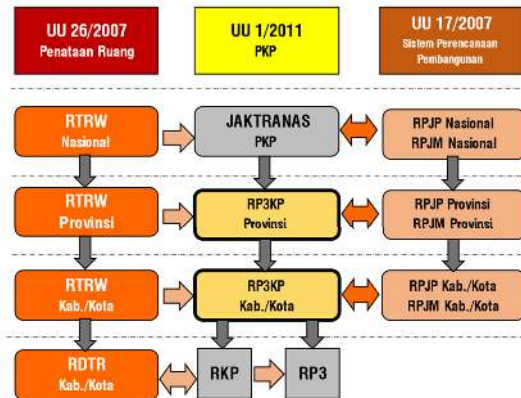 UU 26/2007
Penataan Ruang
UU 1/2011
PKP
UU 17/2007
Sistem Perencanaan
Pembangunan
RTRW
Nasional
JAKTRANAS
PKP
RPJP Nasional
RPJM Nasional
RTRW
Provinsi
RP3KP
Provinsi
RPJP Provinsi
RPJM Provinsi
RTRW
Kab./Kota
RP3KP
Kab./Kota
RPJP Kab./Kota
RPJM Kab./Kota
RDTR
Kab./Kota
RKP
RP3